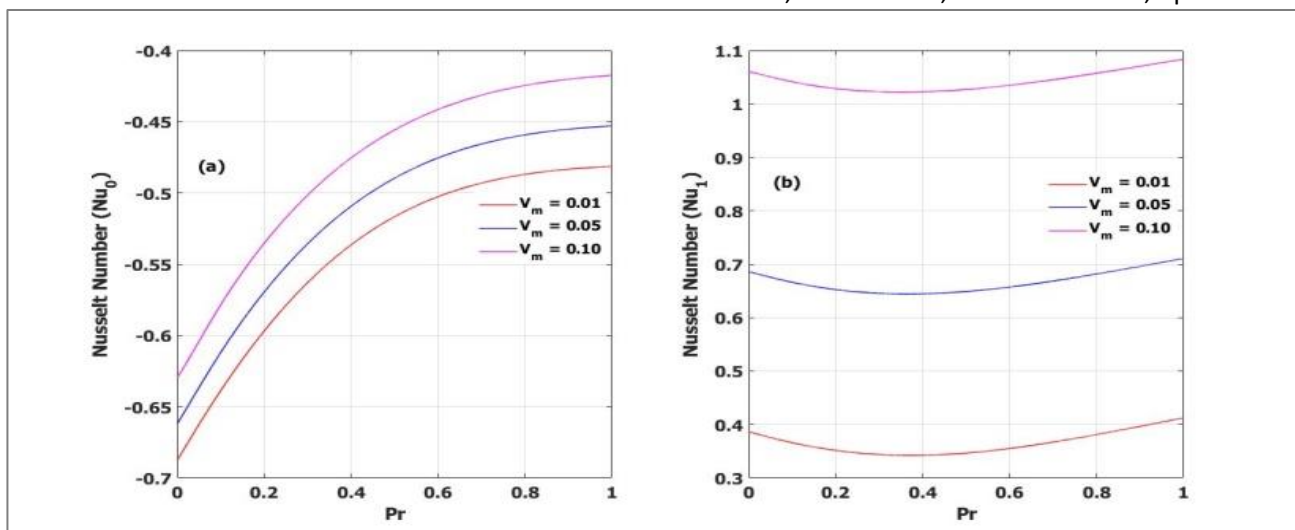 -0.4
-0.45
-0.5
-0.55
-0.6
-0.65
-0.7
0 0.2 0.4 0.6 0.8 1
Pr
Nusselt Number (Nu0)
(a)
Vm = 0.01
Vm = 0.05
Vm = 0.10
1.1
1
0.9
0.8
0.7
0.6
0.5
0.4
0.3
0 0.2 0.4 0.6 0.8 1
Pr
Nusselt Number (Nu1)
(b)
Vm = 0.01
Vm = 0.05
Vm = 0.10